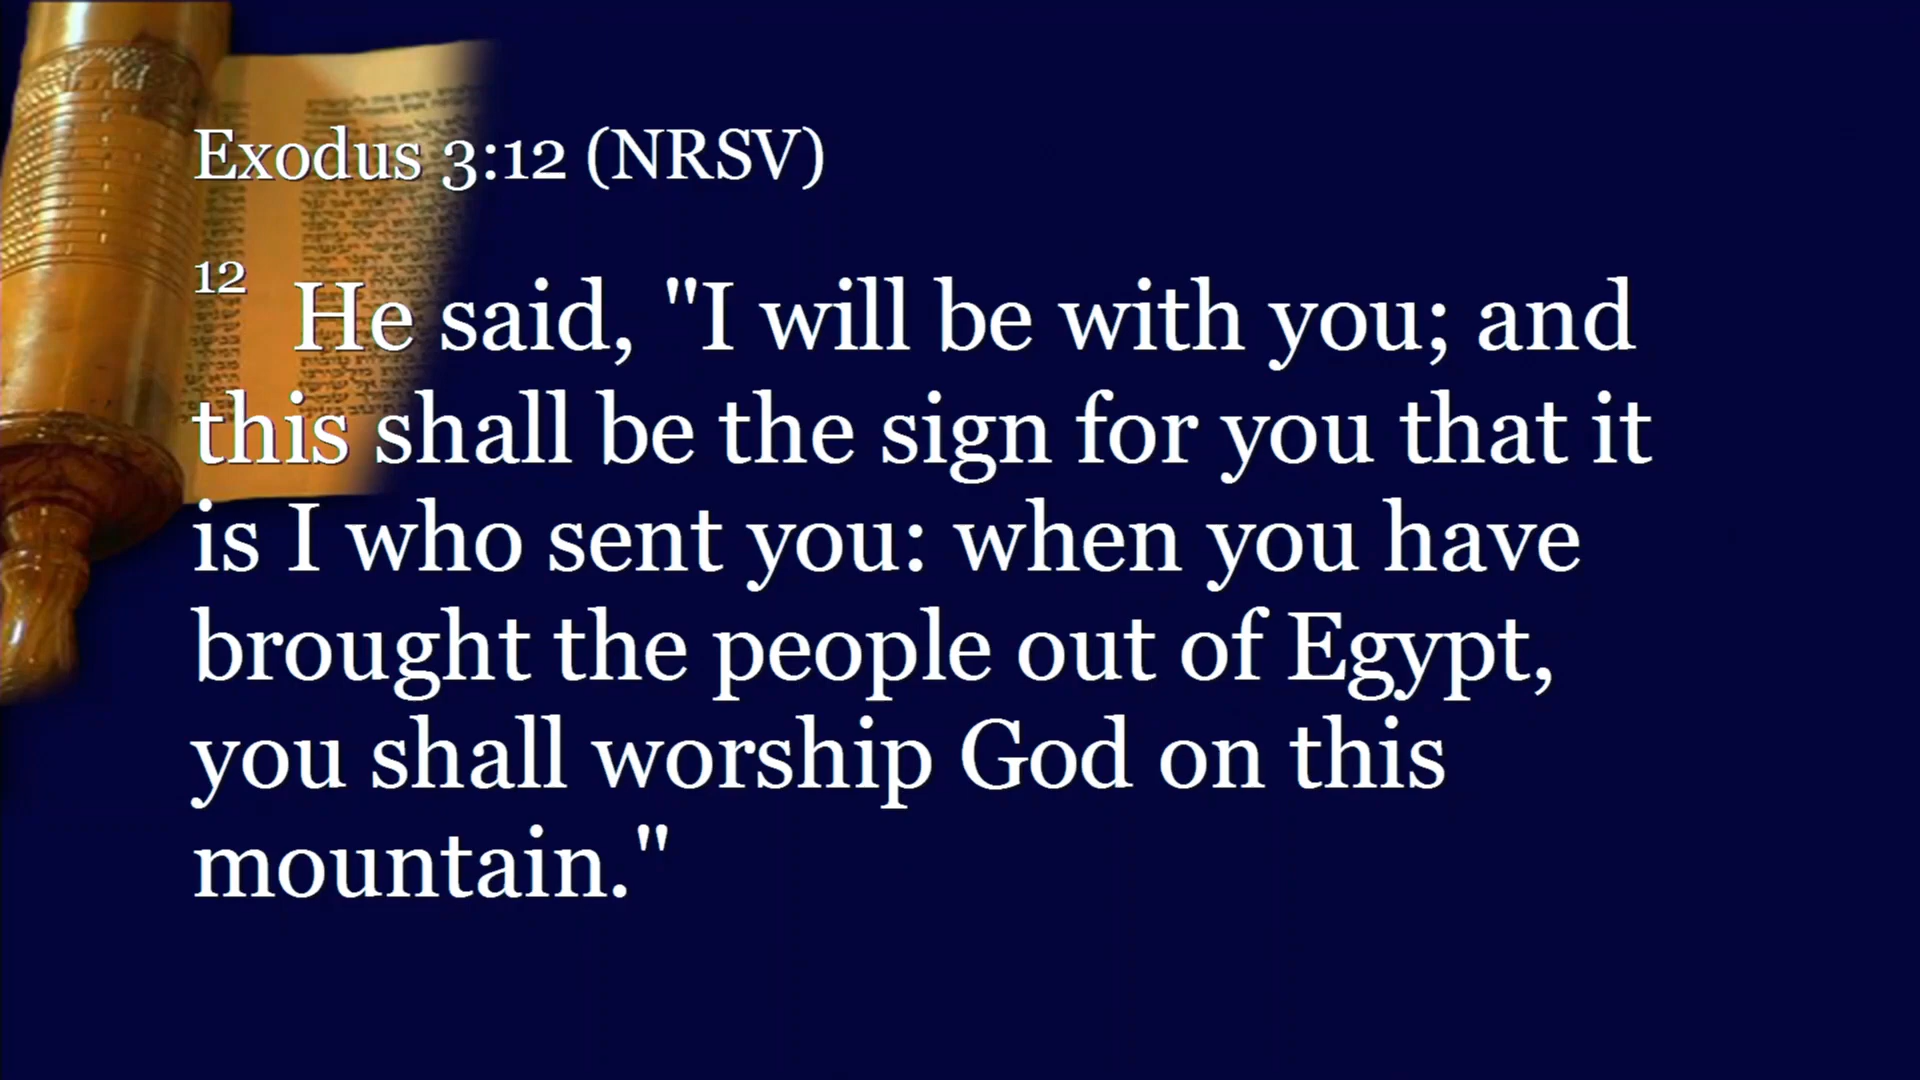 Exodus 3:12 (NRSV)
12 He said, "I will be with you; and
this shall be the sign for you that it
is I who sent you: when you have
brought the people out of Egypt,
you shall worship God on this
mountain."